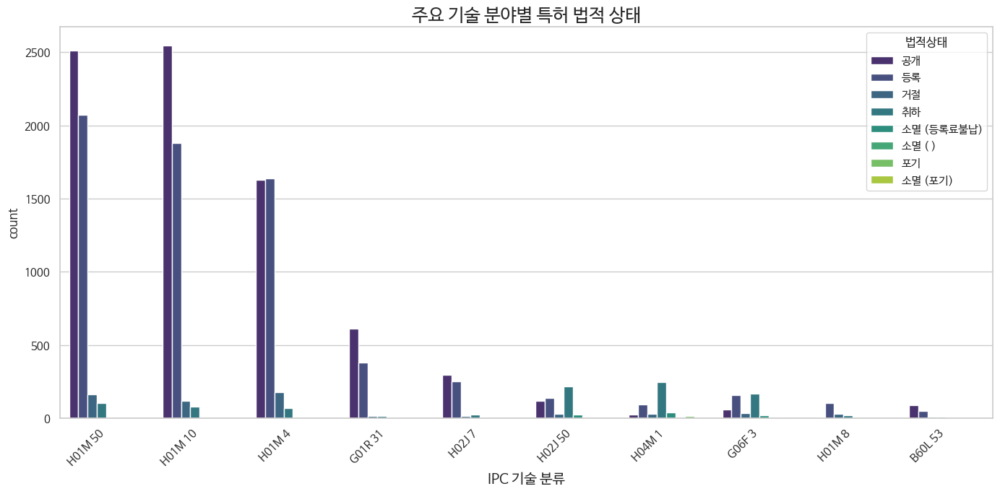 주요 기술 분야별 특허 법적 상태
법적상태
공개
등록
거절
취하
소멸 (등록료불납)
소멸 ( )
포기
소멸 (포기)
count
2500
2000
1500
1000
500
0
H01M 50
H01M 10
H01M 4
G01R 31
H02J 7
H02J 50
H04M 1
G06F 3
H01M 8
B60L 53
IPC 기술 분류